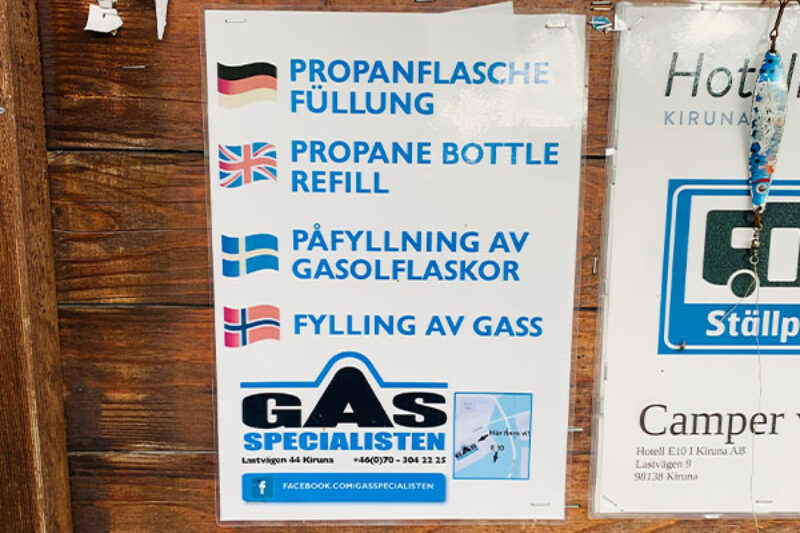 PROPANFLASCHE
FÜLLUNG
PROPANE BOTTLE
REFILL
PÅFYLLNING AV
GASOLFLASKOR
FYLLING AV GASS
GAS
SPECIALISTEN
Lastvägen 44 Kiruna +46(0)70 - 304 22 25
FACEBOOK.COM/GASSPECIALISTEN
Här finns vi!
GAS
E 10
KIRUNA
Camper
Hotell E10 I Kiruna AB
Lastvägen 9
98138 Kiruna